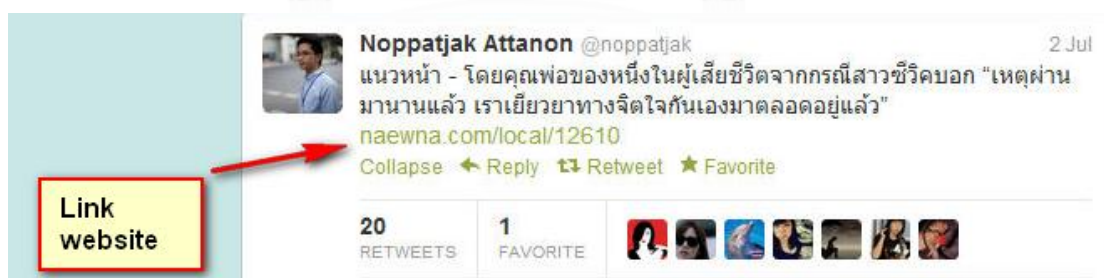 Noppatjak Attanon @noppatjak 2 Jul
แนวหน้า - โดยคุณพ่อของหนึ่งในผู้เสียชีวิตจากกรณีสาวซีวิคบอก “เหตุผ่าน
มานานแล้ว เราเยียวยาทางจิตใจกันเองมาตลอดอยู่แล้ว”
naewna.com/local/12610
Collapse Reply Retweet Favorite
Link
website
20 1
RETWEETS FAVORITE